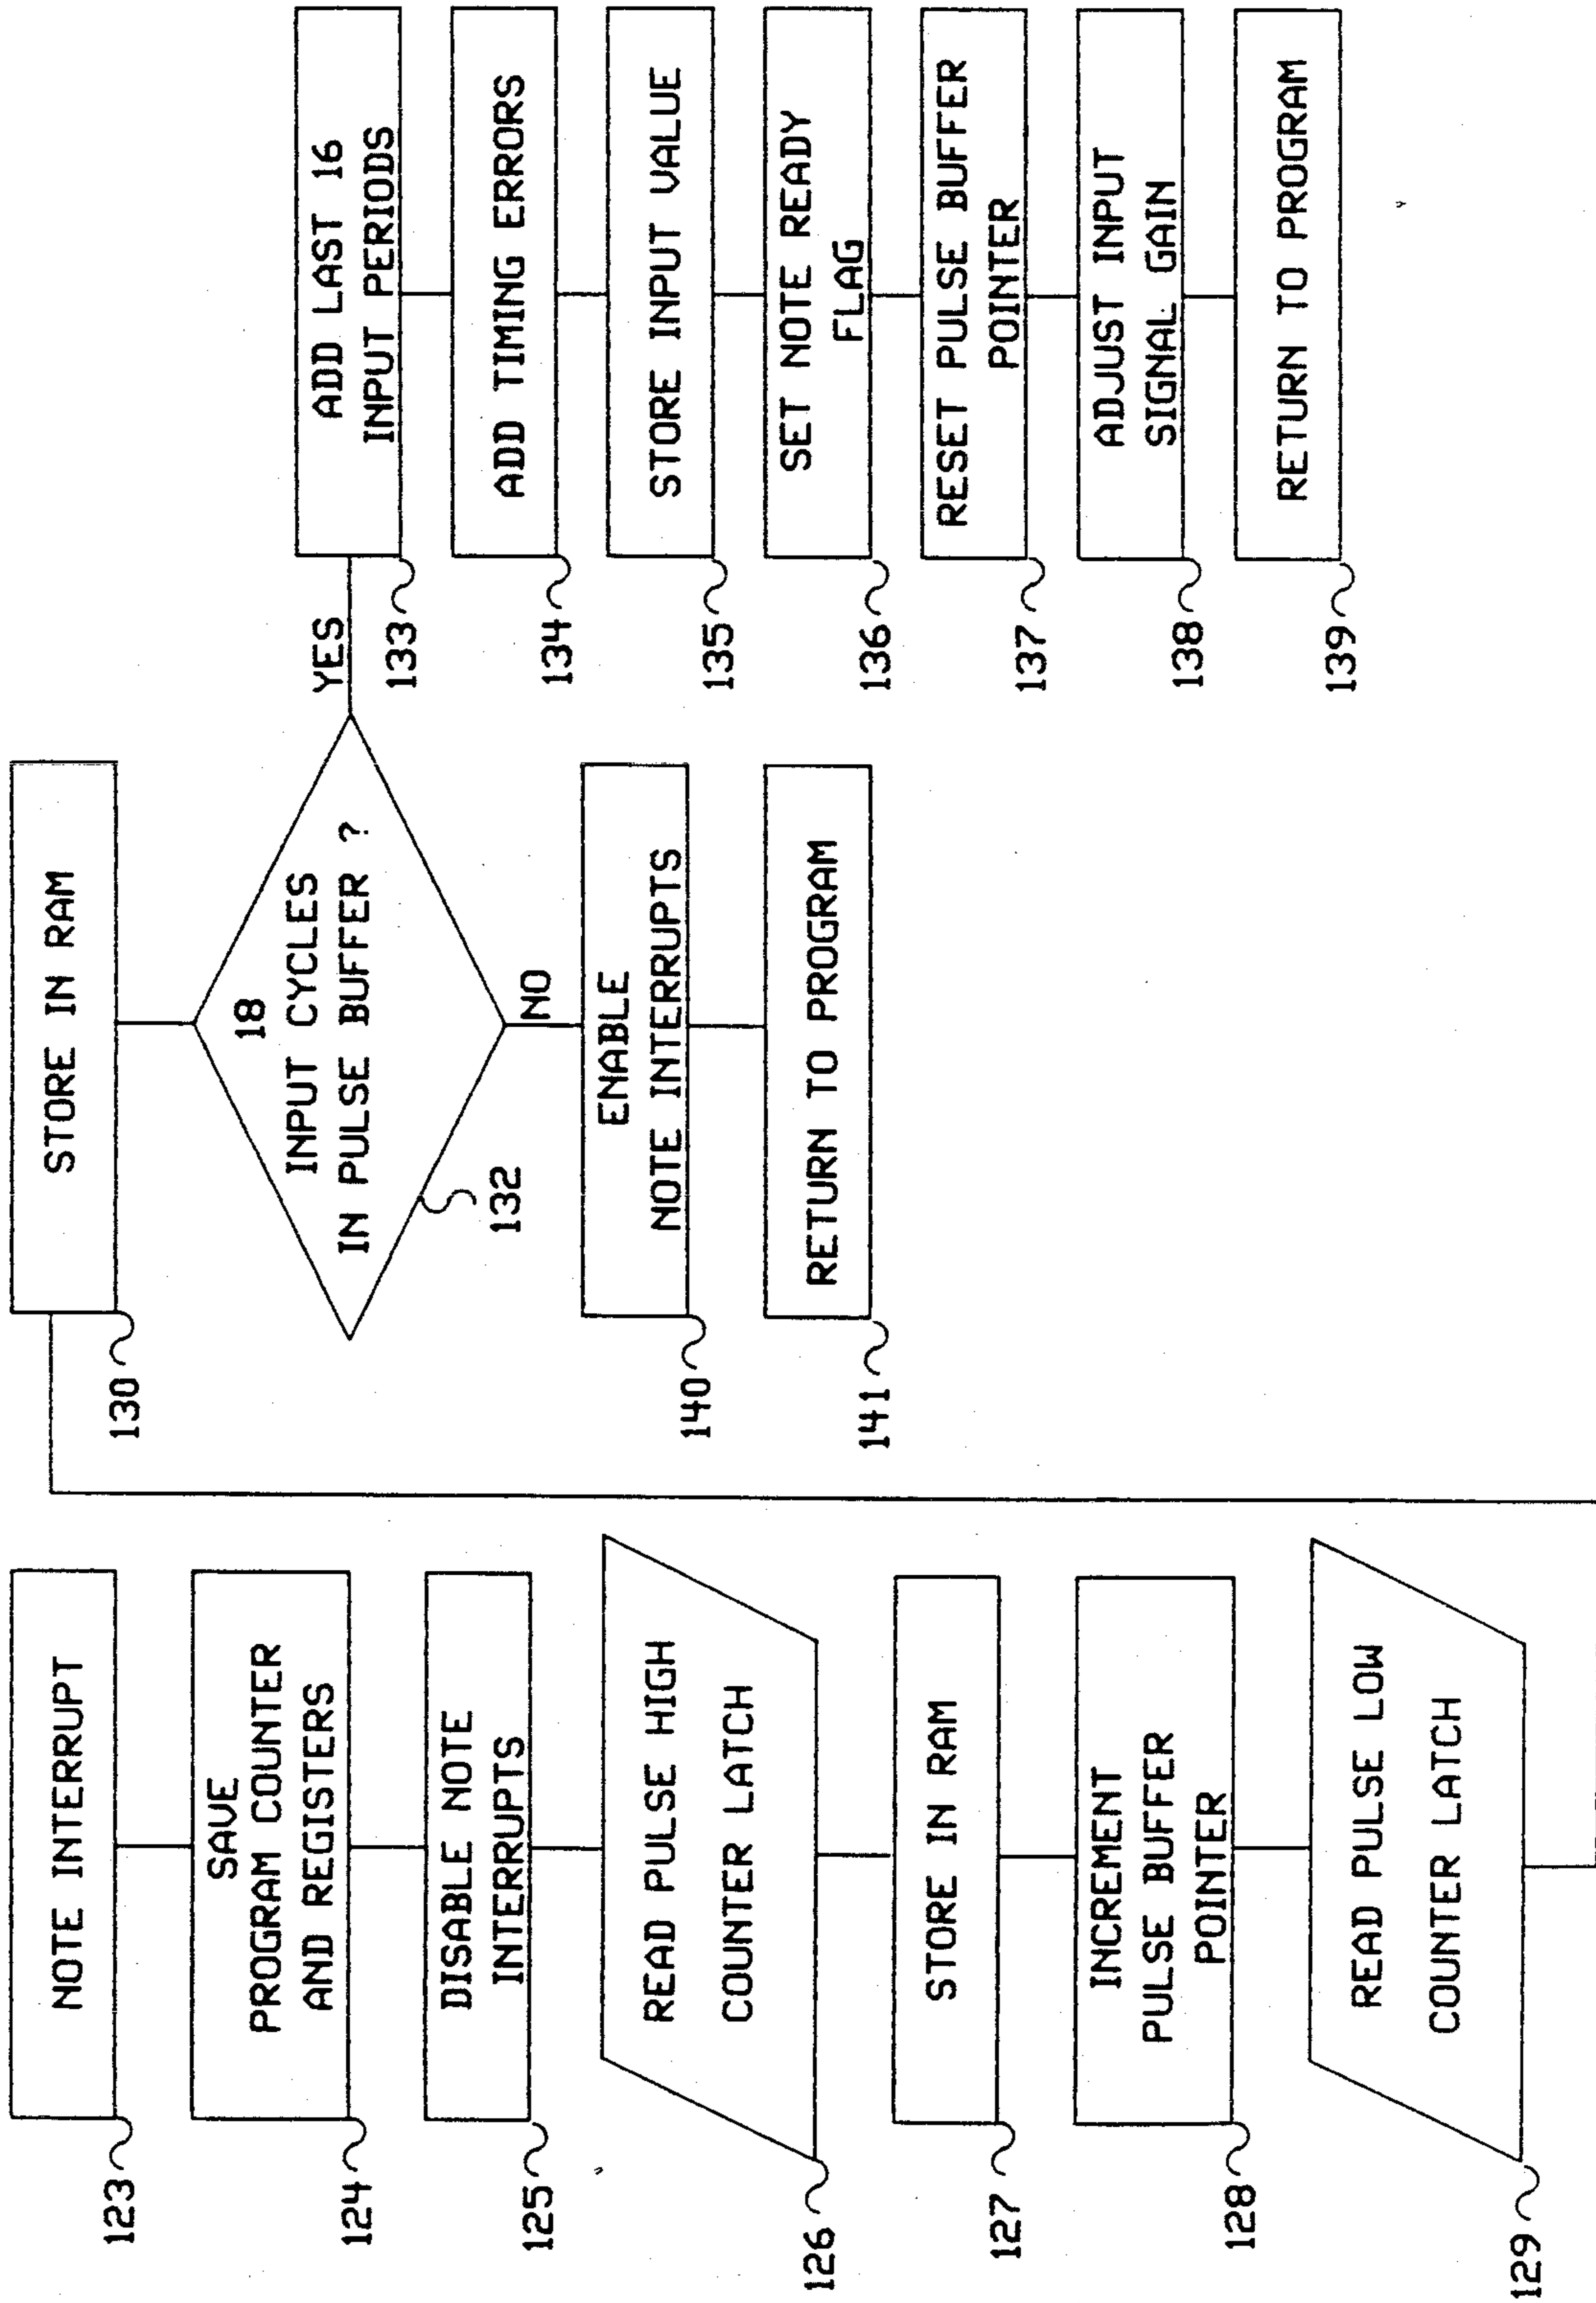 NOTE INTERRUPT
123
SAVE
PROGRAM COUNTER
AND REGISTERS
124
DISABLE NOTE
INTERRUPTS
125
READ PULSE HIGH
COUNTER LATCH
126
STORE IN RAM
127
INCREMENT
PULSE BUFFER
POINTER
128
READ PULSE LOW
COUNTER LATCH
129
STORE IN RAM
130
18
INPUT CYCLES
IN PULSE BUFFER ?
132
YES
NO
ENABLE
NOTE INTERRUPTS
140
RETURN TO PROGRAM
141
ADD LAST 16
INPUT PERIODS
133
ADD TIMING ERRORS
134
STORE INPUT VALUE
135
SET NOTE READY
FLAG
136
RESET PULSE BUFFER
POINTER
137
ADJUST INPUT
SIGNAL GAIN
138
RETURN TO PROGRAM
139